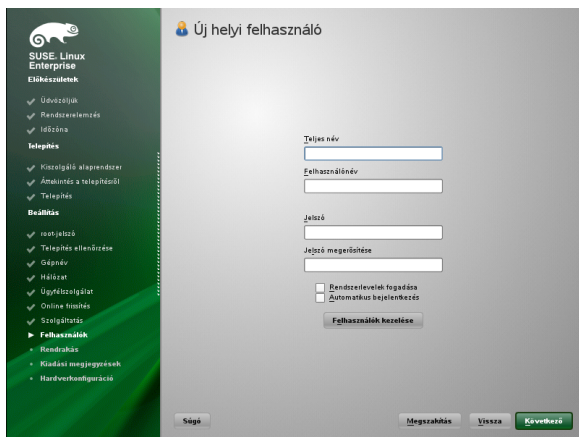 SUSE. Linux
Enterprise
Előkészületek
Üdvözöljük
Rendszerelemzés
Időzóna
Telepítés
Kiszolgáló alaprendszer
Áttekintés a telepítésről
Telepítés
Beállítás
root-jelszó
Telepítés ellenőrzése
Gépnév
Hálózat
Ügyfélszolgálat
Online frissítés
Szolgáltatás
Felhasználók
Rendrakás
Kiadási megjegyzések
Hardverkonfiguráció
Új helyi felhasználó
Teljes név
Felhasználónév
Jelszó
Jelszó megerősítése
Rendszerlevelek fogadása
Automatikus bejelentkezés
Felhasználók kezelése
Súgó
Megszakítás
Vissza
Következő